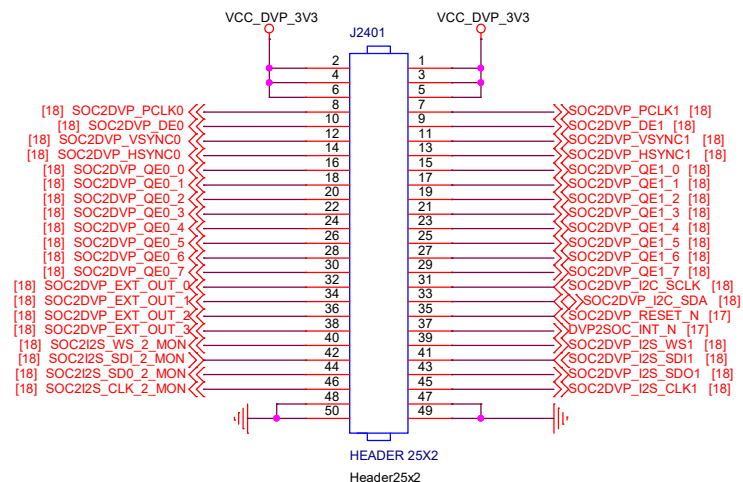 VCC_DVP_3V3 VCC_DVP_3V3
J2401
2 1
4 3
6 5
[18] SOC2DVP_PCLK0 8 7 SOC2DVP_PCLK1 [18]
[18] SOC2DVP_DE0 10 9 SOC2DVP_DE1 [18]
[18] SOC2DVP_VSYNC0 12 11 SOC2DVP_VSYNC1 [18]
[18] SOC2DVP_HSYNC0 14 13 SOC2DVP_HSYNC1 [18]
[18] SOC2DVP_QE0_0 16 15 SOC2DVP_QE1_0 [18]
[18] SOC2DVP_QE0_1 18 17 SOC2DVP_QE1_1 [18]
[18] SOC2DVP_QE0_2 20 19 SOC2DVP_QE1_2 [18]
[18] SOC2DVP_QE0_3 22 21 SOC2DVP_QE1_3 [18]
[18] SOC2DVP_QE0_4 24 23 SOC2DVP_QE1_4 [18]
[18] SOC2DVP_QE0_5 26 25 SOC2DVP_QE1_5 [18]
[18] SOC2DVP_QE0_6 28 27 SOC2DVP_QE1_6 [18]
[18] SOC2DVP_QE0_7 30 29 SOC2DVP_QE1_7 [18]
[18] SOC2DVP_EXT_OUT_0 32 31 SOC2DVP_I2C_SCLK [18]
[18] SOC2DVP_EXT_OUT_1 34 33 SOC2DVP_I2C_SDA [18]
[18] SOC2DVP_EXT_OUT_2 36 35 SOC2DVP_RESET_N [17]
[18] SOC2DVP_EXT_OUT_3 38 37 DVP2SOC_INT_N [17]
[18] SOC2I2S_WS_2_MON 40 39 SOC2DVP_I2S_WS1 [18]
[18] SOC2I2S_SDI_2_MON 42 41 SOC2DVP_I2S_SDI1 [18]
[18] SOC2I2S_SD0_2_MON 44 43 SOC2DVP_I2S_SDO1 [18]
[18] SOC2I2S_CLK_2_MON 46 45 SOC2DVP_I2S_CLK1 [18]
48 47
50 49
HEADER 25X2
Header25x2